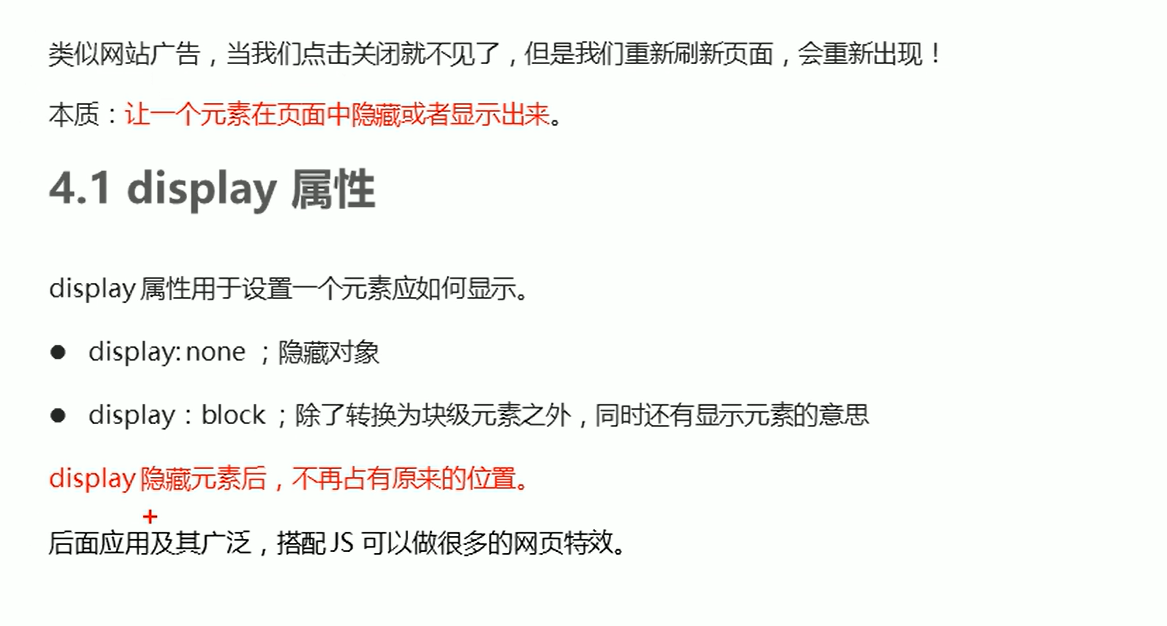 类似网站广告，当我们点击关闭就不见了，但是我们重新刷新页面，会重新出现！
本质：让一个元素在页面中隐藏或者显示出来。
4.1 display 属性
display 属性用于设置一个元素应如何显示。
● display: none ；隐藏对象
● display：block ；除了转换为块级元素之外，同时还有显示元素的意思
display 隐藏元素后，不再占有原来的位置。
后面应用及其广泛，搭配 JS 可以做很多的网页特效。